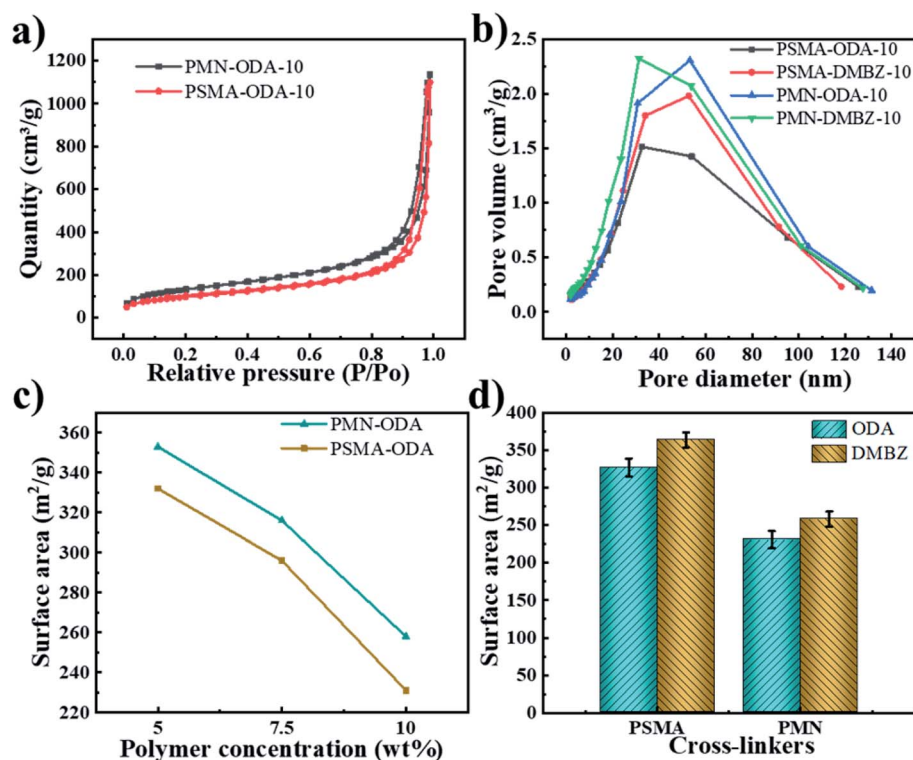 a)
1200
1000
800
600
400
200
0
Quantity (cm³/g)
PMN-ODA-10
PSMA-ODA-10
0.0 0.2 0.4 0.6 0.8 1.0
Relative pressure (P/Po)
b)
2.5
2.0
1.5
1.0
0.5
0.0
Pore volume (cm³/g)
PSMA-ODA-10
PSMA-DMBZ-10
PMN-ODA-10
PMN-DMBZ-10
0 20 40 60 80 100 120 140
Pore diameter (nm)
c)
360
340
320
300
280
260
240
220
Surface area (m²/g)
PMN-ODA
PSMA-ODA
5 7.5 10
Polymer concentration (wt%)
d)
400
350
300
250
200
150
100
50
0
Surface area (m²/g)
ODA
DMBZ
PSMA PMN
Cross-linkers